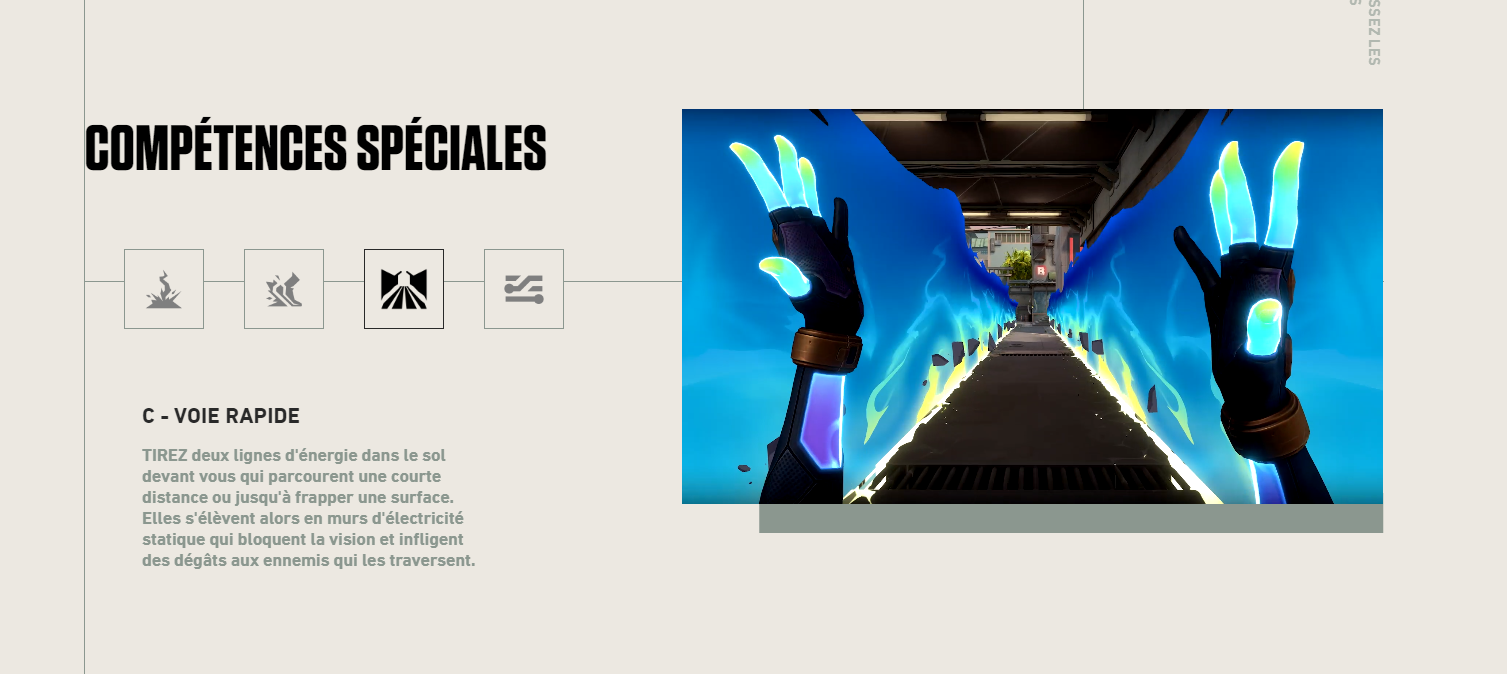 SSEZ LES
COMPÉTENCES SPÉCIALES
R
C - VOIE RAPIDE
TIREZ deux lignes d'énergie dans le sol
devant vous qui parcourent une courte
distance ou jusqu'à frapper une surface.
Elles s'élèvent alors en murs d'électricité
statique qui bloquent la vision et infligent
des dégâts aux ennemis qui les traversent.